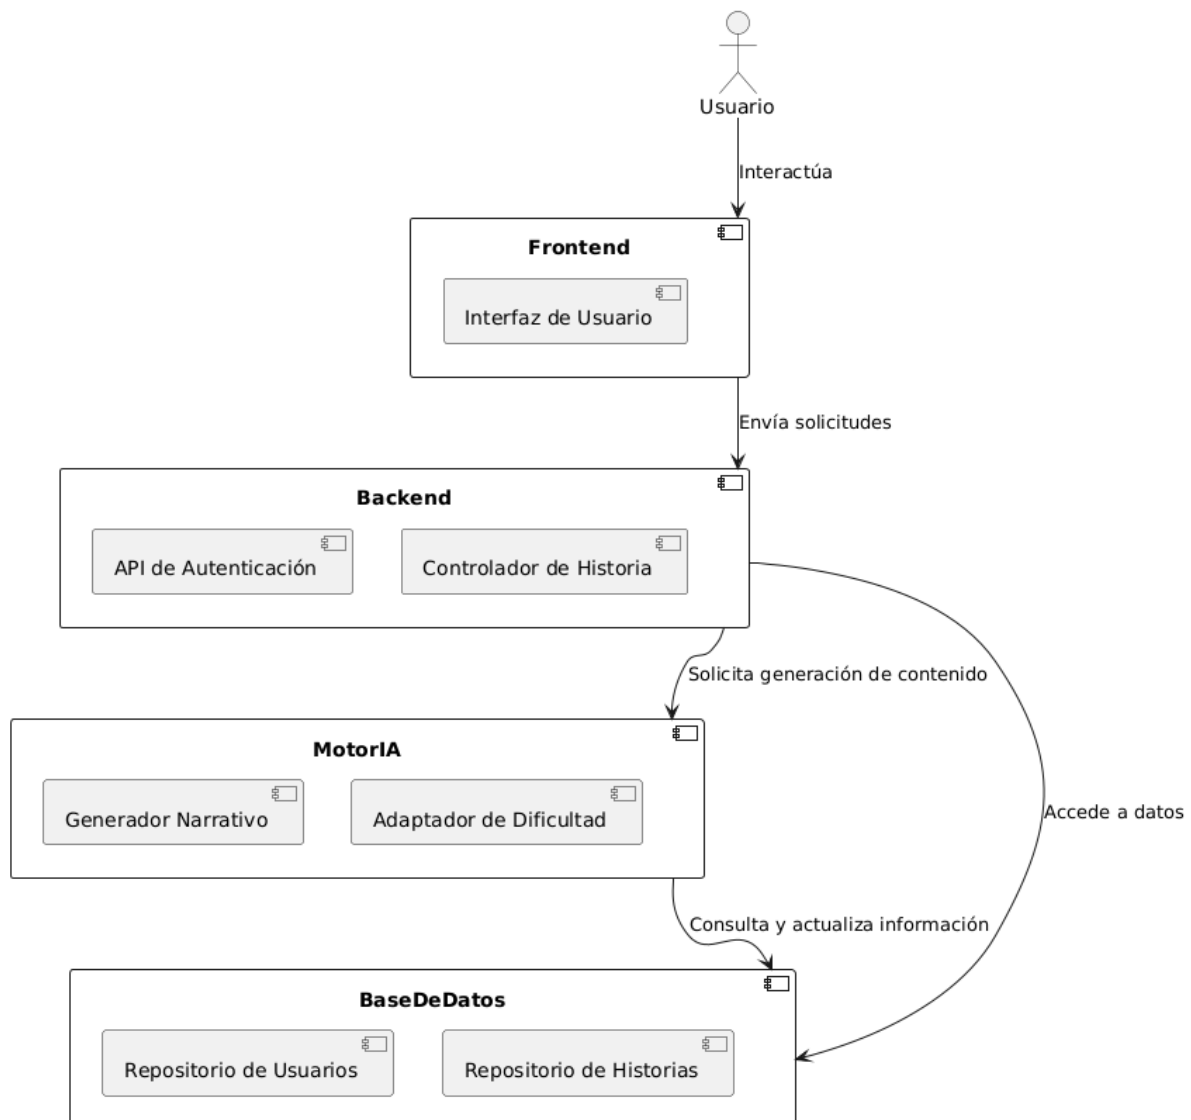 Usuario
Interactúa
Frontend
Interfaz de Usuario
Envía solicitudes
Backend
API de Autenticación
Controlador de Historia
Solicita generación de contenido
MotorIA
Generador Narrativo
Adaptador de Dificultad
Accede a datos
Consulta y actualiza información
BaseDeDatos
Repositorio de Usuarios
Repositorio de Historias